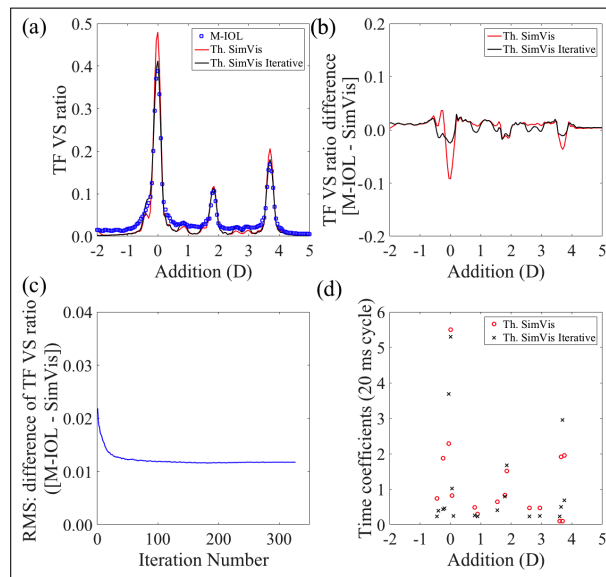 (a)
M-IOL
Th. SimVis
Th. SimVis Iterative
TF VS ratio
0.5
0.4
0.3
0.2
0.1
0.0
-2 -1 0 1 2 3 4 5
Addition (D)
(b)
Th. SimVis
Th. SimVis Iterative
TF VS ratio difference
[M-IOL - SimVis]
0.2
0.1
0.0
-0.1
-0.2
-2 -1 0 1 2 3 4 5
Addition (D)
(c)
RMS: difference of TF VS ratio
([M-IOL - SimVis])
0.04
0.03
0.02
0.01
0.00
0 100 200 300
Iteration Number
(d)
Th. SimVis
Th. SimVis Iterative
Time coefficients (20 ms cycle)
6
5
4
3
2
1
0
-2 -1 0 1 2 3 4 5
Addition (D)